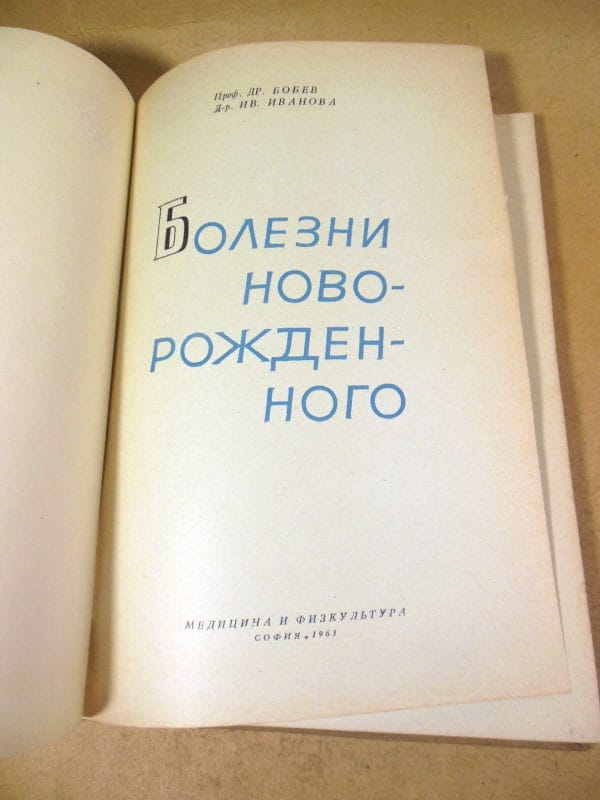 Проф. ДР. БОБЕВ
Д-р. ИВ. ИВАНОВА
БОЛЕЗНИ
НОВО-
РОЖДЕН-
НОГО
МЕДИЦИНА И ФИЗКУЛЬТУРА
СОФИЯ, 1963